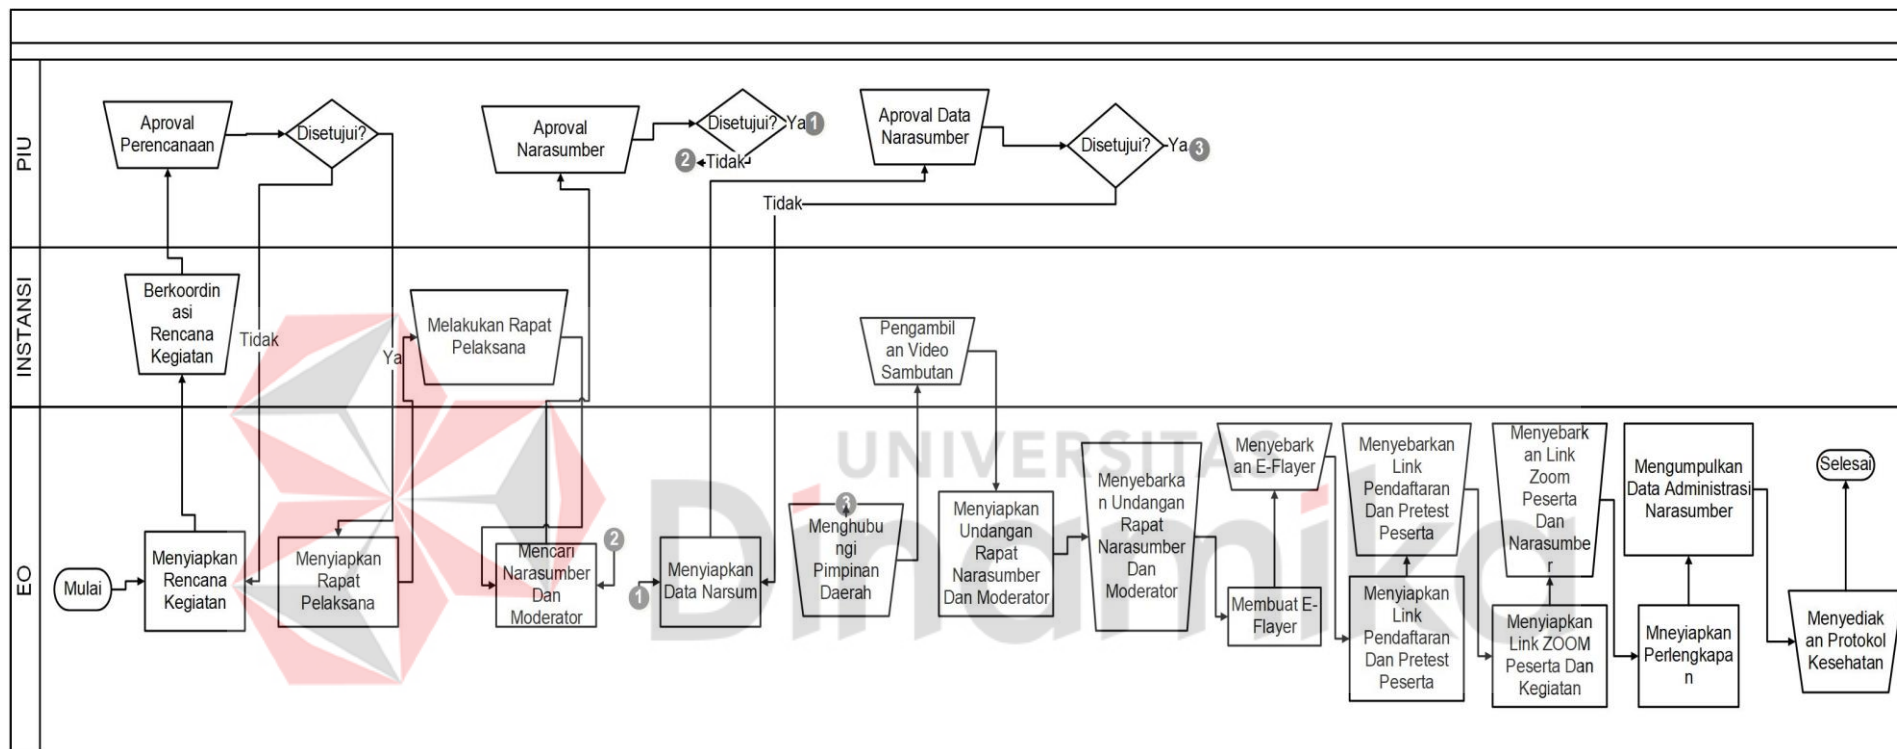 PIU
Aproval
Perencanaan
Disetujui?
Aproval
Narasumber
Disetujui?
Ya
1
2
Tidak
Aproval Data
Narasumber
Disetujui?
Ya
3
Tidak
INSTANSI
Berkoordin
asi
Rencana
Kegiatan
Tidak
Ya
Melakukan Rapat
Pelaksana
Pengambil
an Video
Sambutan
EO
Mulai
Menyiapkan
Rencana
Kegiatan
Menyiapkan
Rapat
Pelaksana
Mencari
Narasumber
Dan
Moderator
2
1
Menyiapkan
Data Narsum
3
Menghubu
ngi
Pimpinan
Daerah
Menyiapkan
Undangan
Rapat
Narasumber
Dan Moderator
Menyebarka
n Undangan
Rapat
Narasumber
Dan
Moderator
Menyebark
an E-Flayer
Membuat E-
Flayer
Menyebarkan
Link
Pendaftaran
Dan Pretest
Peserta
Menyiapkan
Link
Pendaftaran
Dan Pretest
Peserta
Menyebark
an Link
Zoom
Peserta
Dan
Narasumbe
r
Menyiapkan
Link ZOOM
Peserta Dan
Kegiatan
Mengumpulkan
Data Administrasi
Narasumber
Mneyiapkan
Perlengkapa
n
Selesai
Menyediak
an Protokol
Kesehatan
UNIVERSITAS
Dinamika